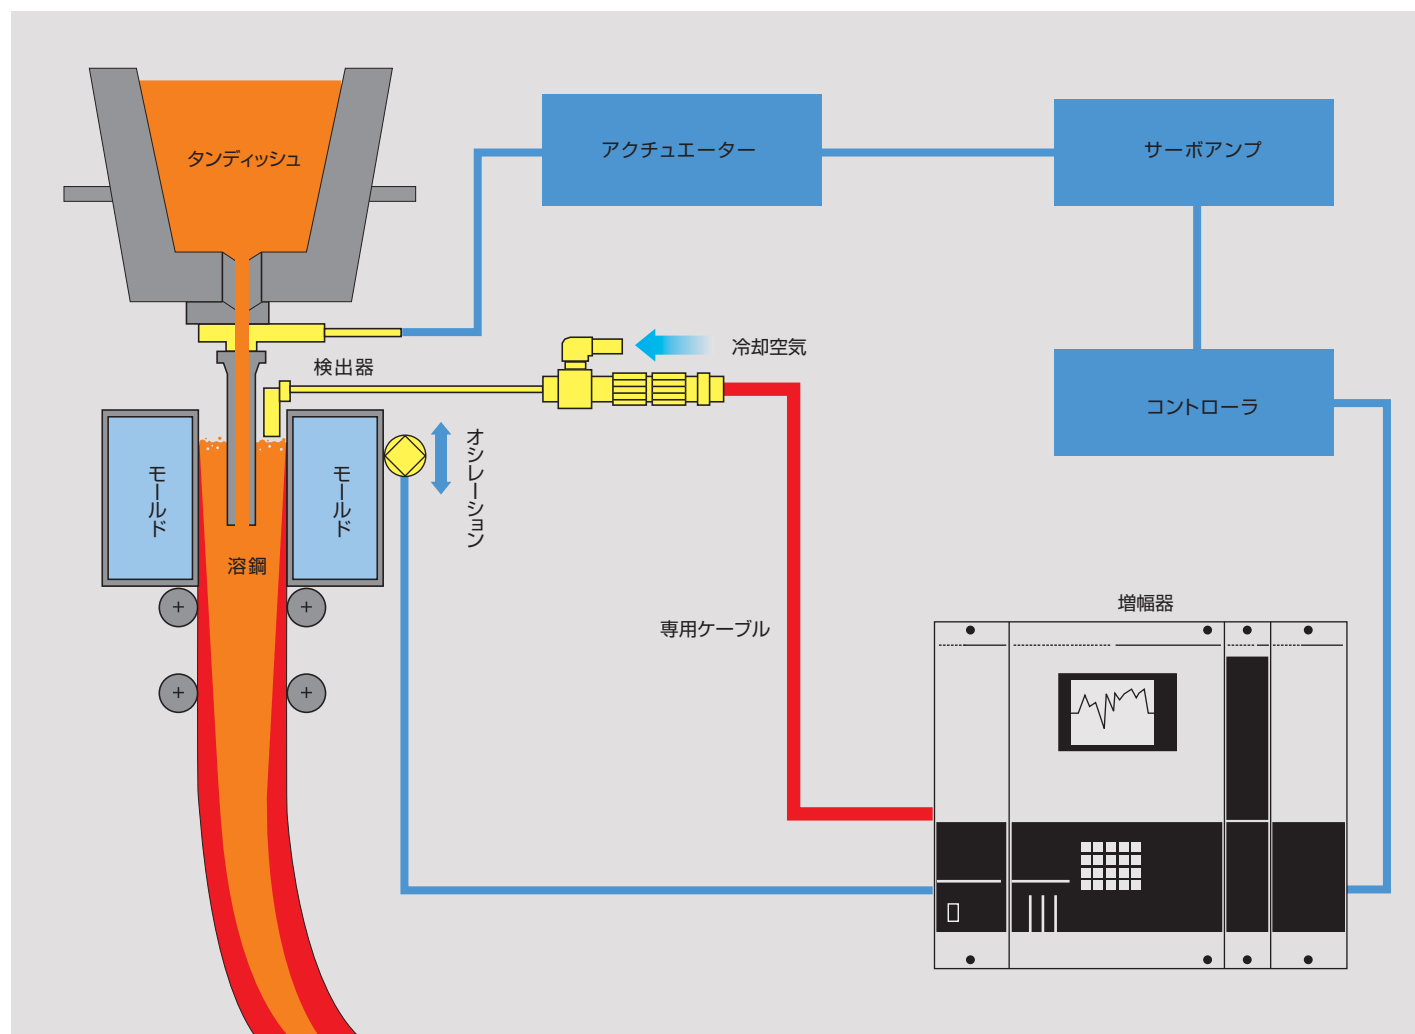 タンディッシュ
アクチュエーター
サーボアンプ
冷却空気
検出器
コントローラ
オシレーション
モールド
モールド
溶鋼
増幅器
専用ケーブル